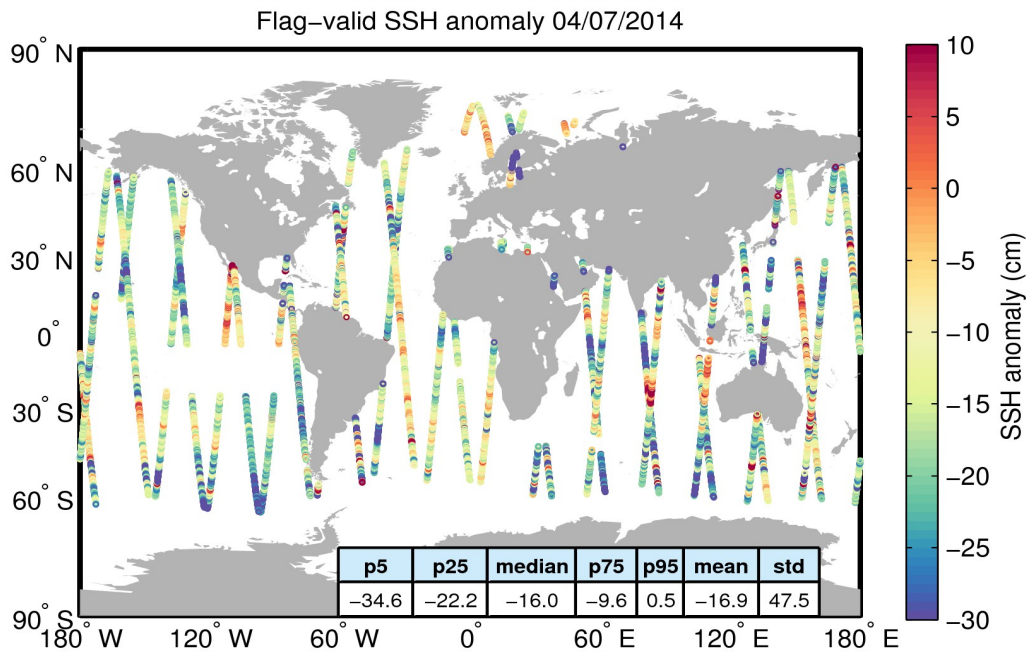 Flag−valid SSH anomaly 04/07/2014
90° N
60° N
30° N
0°
30° S
60° S
90° S
180° W
120° W
60° W
0°
60° E
120° E
180° E
p5 p25 median p75 p95 mean std
−34.6 −22.2 −16.0 −9.6 0.5 −16.9 47.5
10
5
0
−5
−10
−15
−20
−25
−30
SSH anomaly (cm)